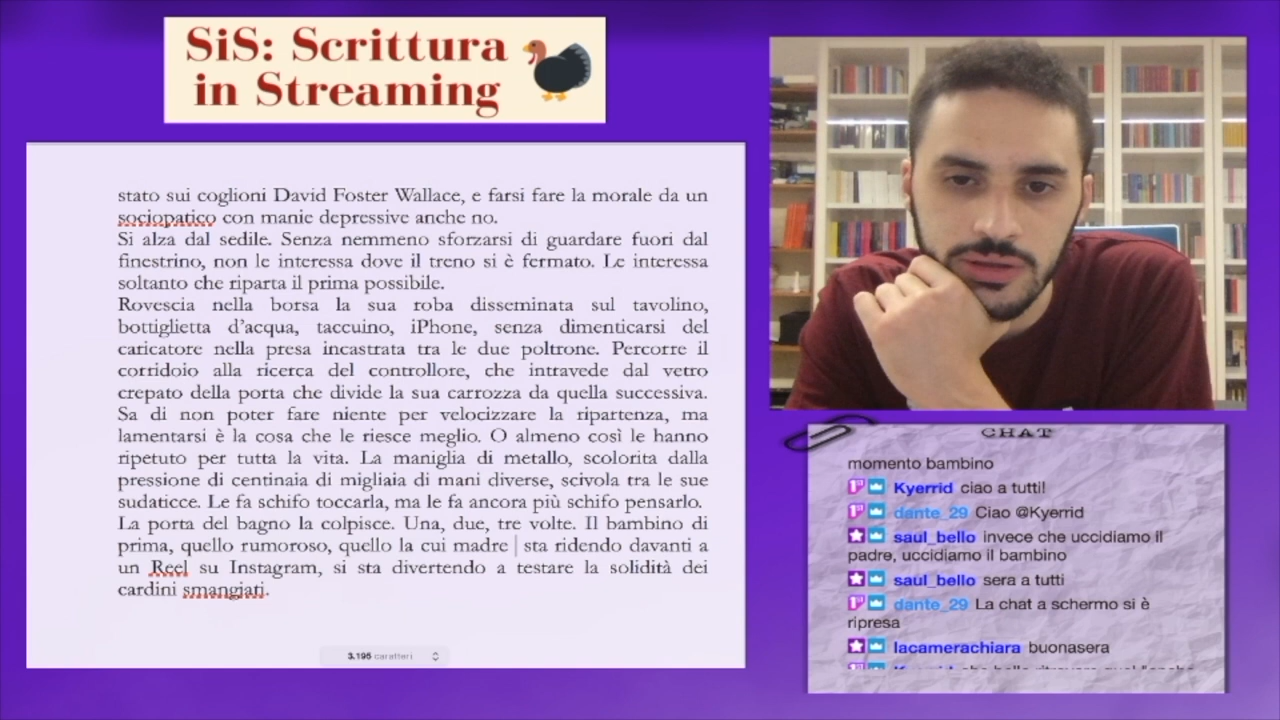 SiS: Scrittura
in Streaming
stato sui coglioni David Foster Wallace, e farsi fare la morale da un
sociopatico con manie depressive anche no.
Si alza dal sedile. Senza nemmeno sforzarsi di guardare fuori dal
finestrino, non le interessa dove il treno si è fermato. Le interessa
soltanto che riparta il prima possibile.
Rovescia nella borsa la sua roba disseminata sul tavolino,
bottiglietta d’acqua, taccuino, iPhone, senza dimenticarsi del
caricatore nella presa incastrata tra le due poltrone. Percorre il
corridoio alla ricerca del controllore, che intravede dal vetro
crepato della porta che divide la sua carrozza da quella successiva.
Sa di non poter fare niente per velocizzare la ripartenza, ma
lamentarsi è la cosa che le riesce meglio. O almeno così le hanno
ripetuto per tutta la vita. La maniglia di metallo, scolorita dalla
pressione di centinaia di migliaia di mani diverse, scivola tra le sue
sudaticce. Le fa schifo toccarla, ma le fa ancora più schifo pensarlo.
La porta del bagno la colpisce. Una, due, tre volte. Il bambino di
prima, quello rumoroso, quello la cui madre sta ridendo davanti a
un Reel su Instagram, si sta divertendo a testare la solidità dei
cardini smangiati.
3.195 caratteri
CHAT
momento bambino
Kyerrid ciao a tutti!
dante_29 Ciao @Kyerrid
saul_bello invece che uccidiamo il
padre, uccidiamo il bambino
saul_bello sera a tutti
dante_29 La chat a schermo si è
ripresa
lacamerachiara buonasera